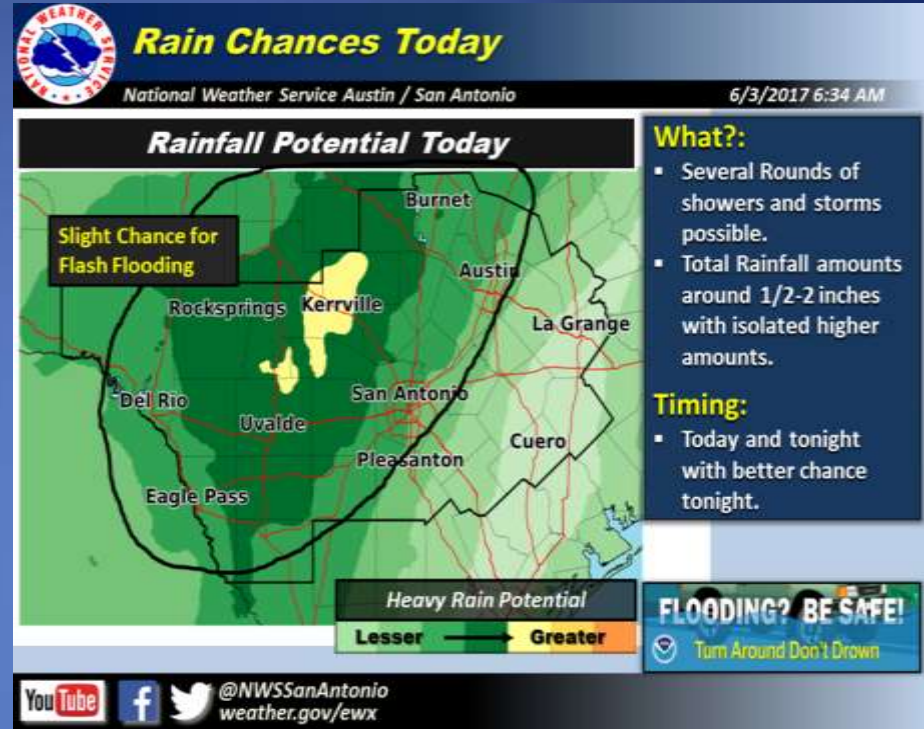 NATIONAL WEATHER SERVICE
Rain Chances Today
National Weather Service Austin / San Antonio
6/3/2017 6:34 AM
Rainfall Potential Today
Slight Chance for
Flash Flooding
Burnet
Austin
Rocksprings
Kerrville
La Grange
Del Rio
San Antonio
Uvalde
Cuero
Pleasanton
Eagle Pass
Heavy Rain Potential
Lesser
Greater
What?:
▪ Several Rounds of
showers and storms
possible.
▪ Total Rainfall amounts
around 1/2-2 inches
with isolated higher
amounts.
Timing:
▪ Today and tonight
with better chance
tonight.
FLOODING? BE SAFE!
Turn Around Don't Drown
YouTube
f
@NWSSanAntonio
weather.gov/ewx